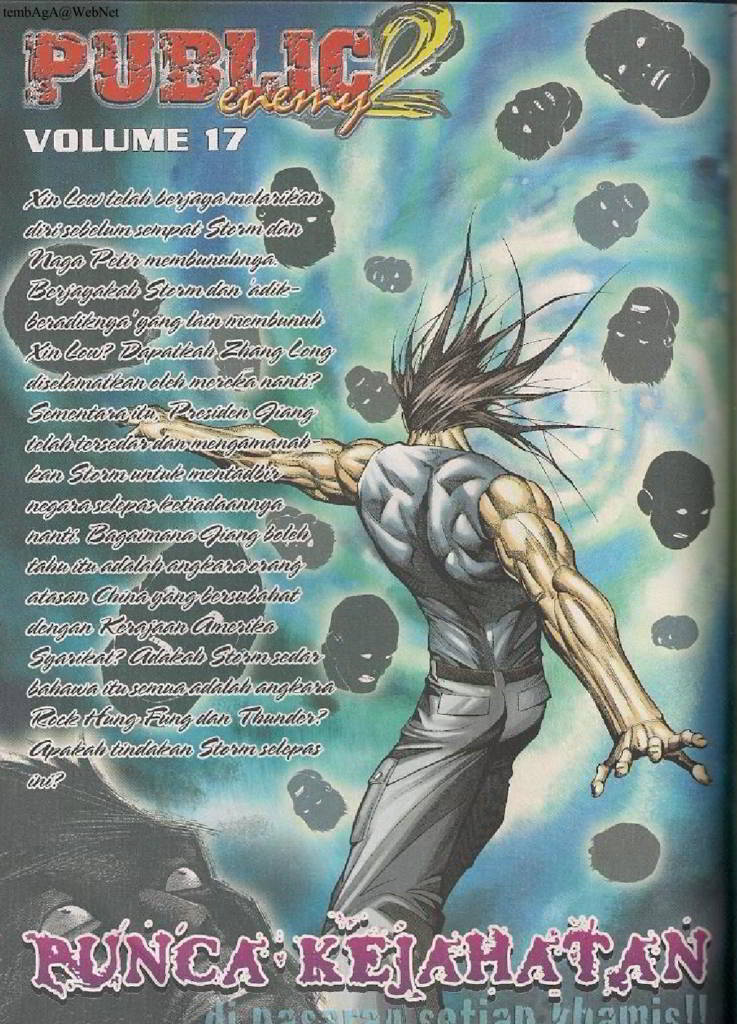 tembAgA@WebNet
PUBLIC
enemy 2
VOLUME 17
Xin Low telah berjaya melarikan
diri sebelum sempat Storm dan
Naga Petir membunuhnya.
Berjayakah Storm dan 'adik-
beradiknya' yang lain membunuh
Xin Low? Dapatkah Zhang Long
diselamatkan oleh mereka nanti?
Sementara itu, Presiden Jiang
telah tersedar dan mengamanah-
kan Storm untuk mentadbir
negara selepas ketiadaannya
nanti. Bagaimana Jiang boleh
tahu itu adalah angkara orang
atasan China yang bersubahat
dengan Kerajaan Amerika
Syarikat? Adakah Storm sedar
bahawa itu semua adalah angkara
Rock Hung Fung dan Thunder?
Apakah tindakan Storm selepas
ini?
PUNCA KEJAHATAN
di pasaran setiap khamis!!